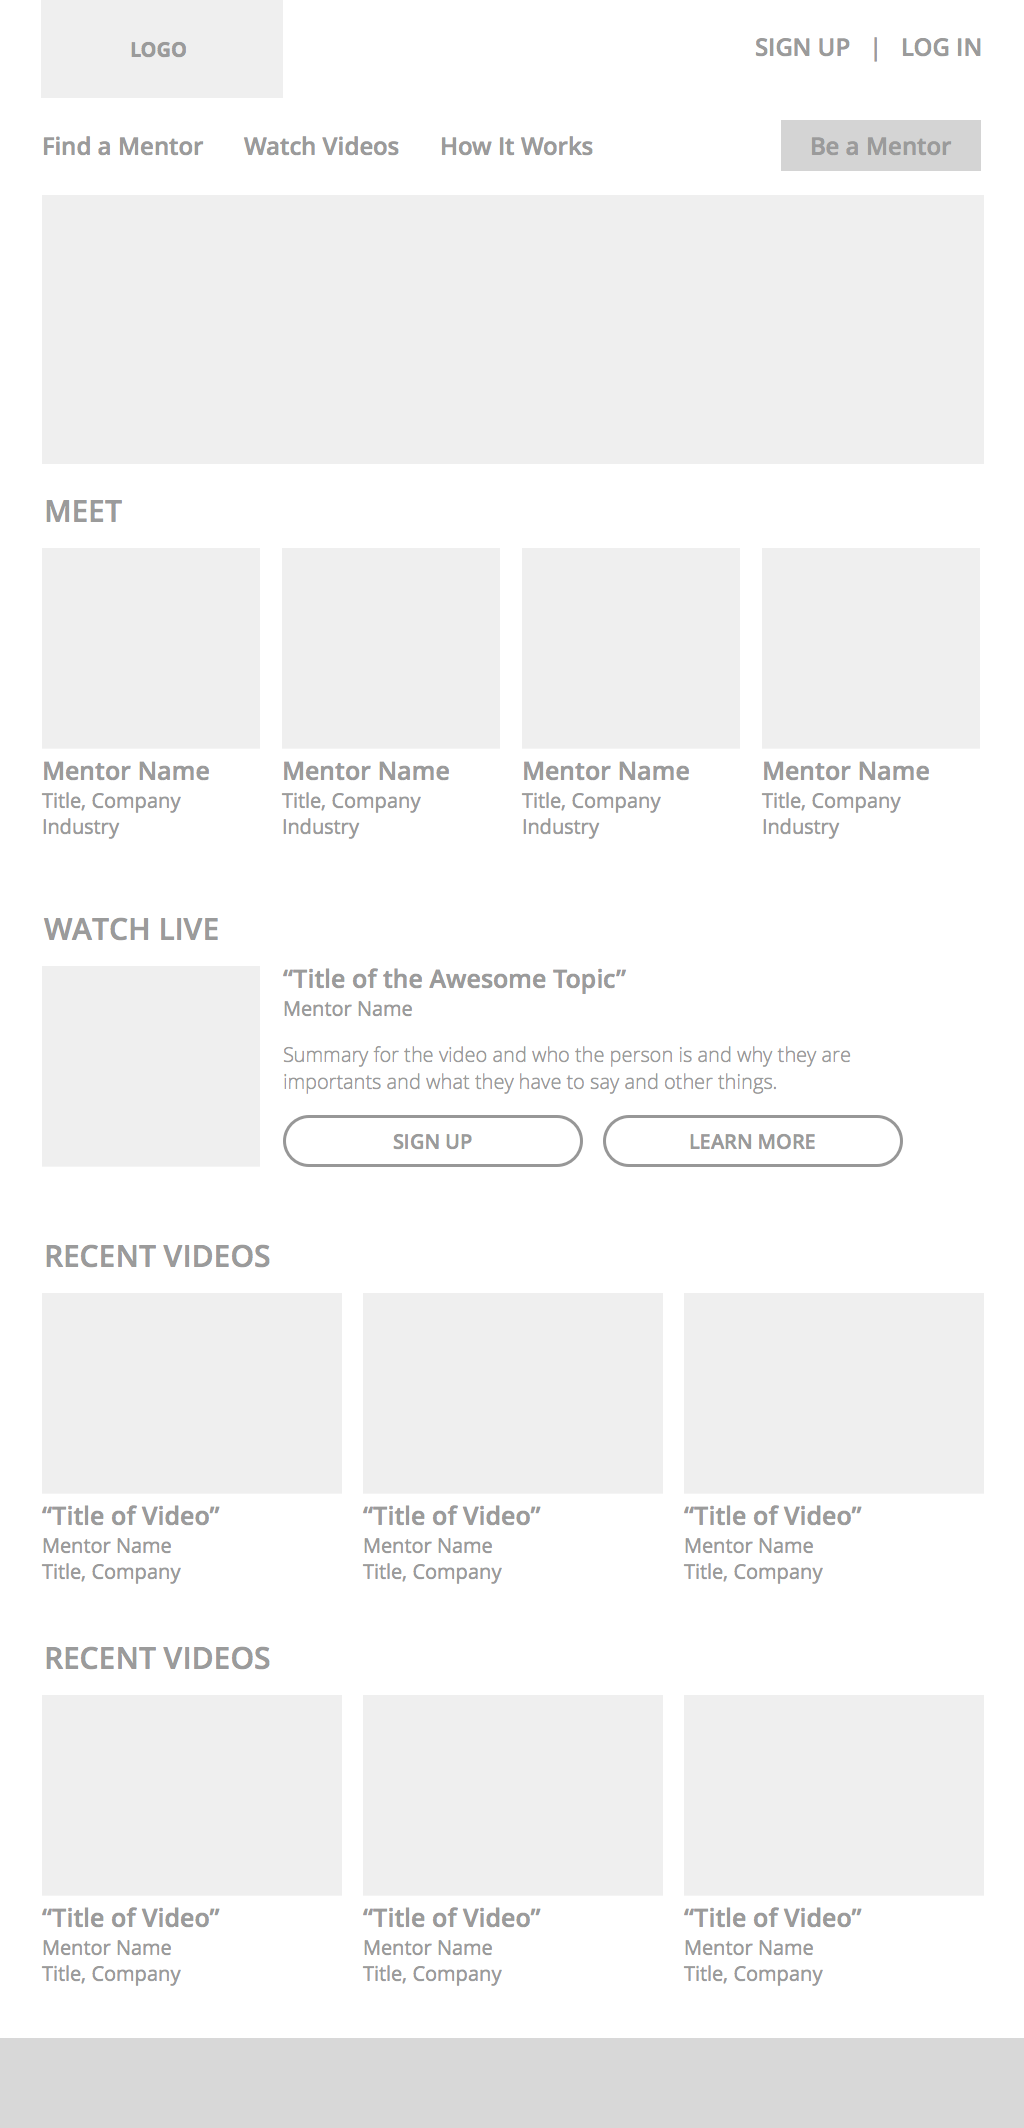 LOGO
SIGN UP | LOG IN
Find a Mentor Watch Videos How It Works Be a Mentor
MEET
Mentor Name Mentor Name Mentor Name Mentor Name
Title, Company Title, Company Title, Company Title, Company
Industry Industry Industry Industry
WATCH LIVE
“Title of the Awesome Topic”
Mentor Name
Summary for the video and who the person is and why they are
importants and what they have to say and other things.
SIGN UP LEARN MORE
RECENT VIDEOS
“Title of Video” “Title of Video” “Title of Video”
Mentor Name Mentor Name Mentor Name
Title, Company Title, Company Title, Company
RECENT VIDEOS
“Title of Video” “Title of Video” “Title of Video”
Mentor Name Mentor Name Mentor Name
Title, Company Title, Company Title, Company